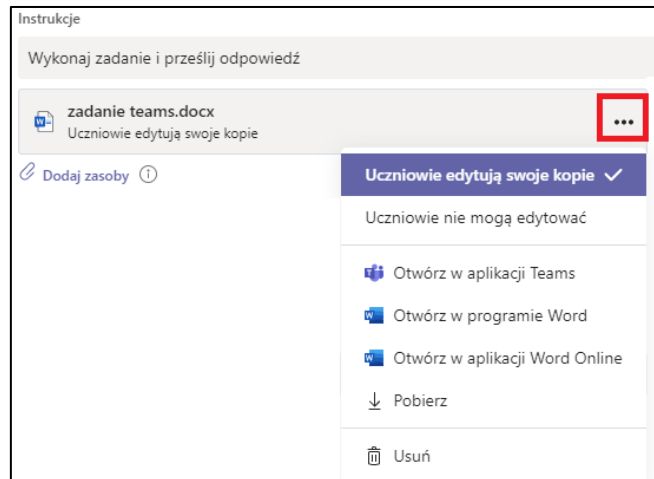 Instrukcje
Wykonaj zadanie i prześlij odpowiedź
zadanie teams.docx
Uczniowie edytują swoje kopie
Dodaj zasoby
Uczniowie edytują swoje kopie
Uczniowie nie mogą edytować
Otwórz w aplikacji Teams
Otwórz w programie Word
Otwórz w aplikacji Word Online
Pobierz
Usuń